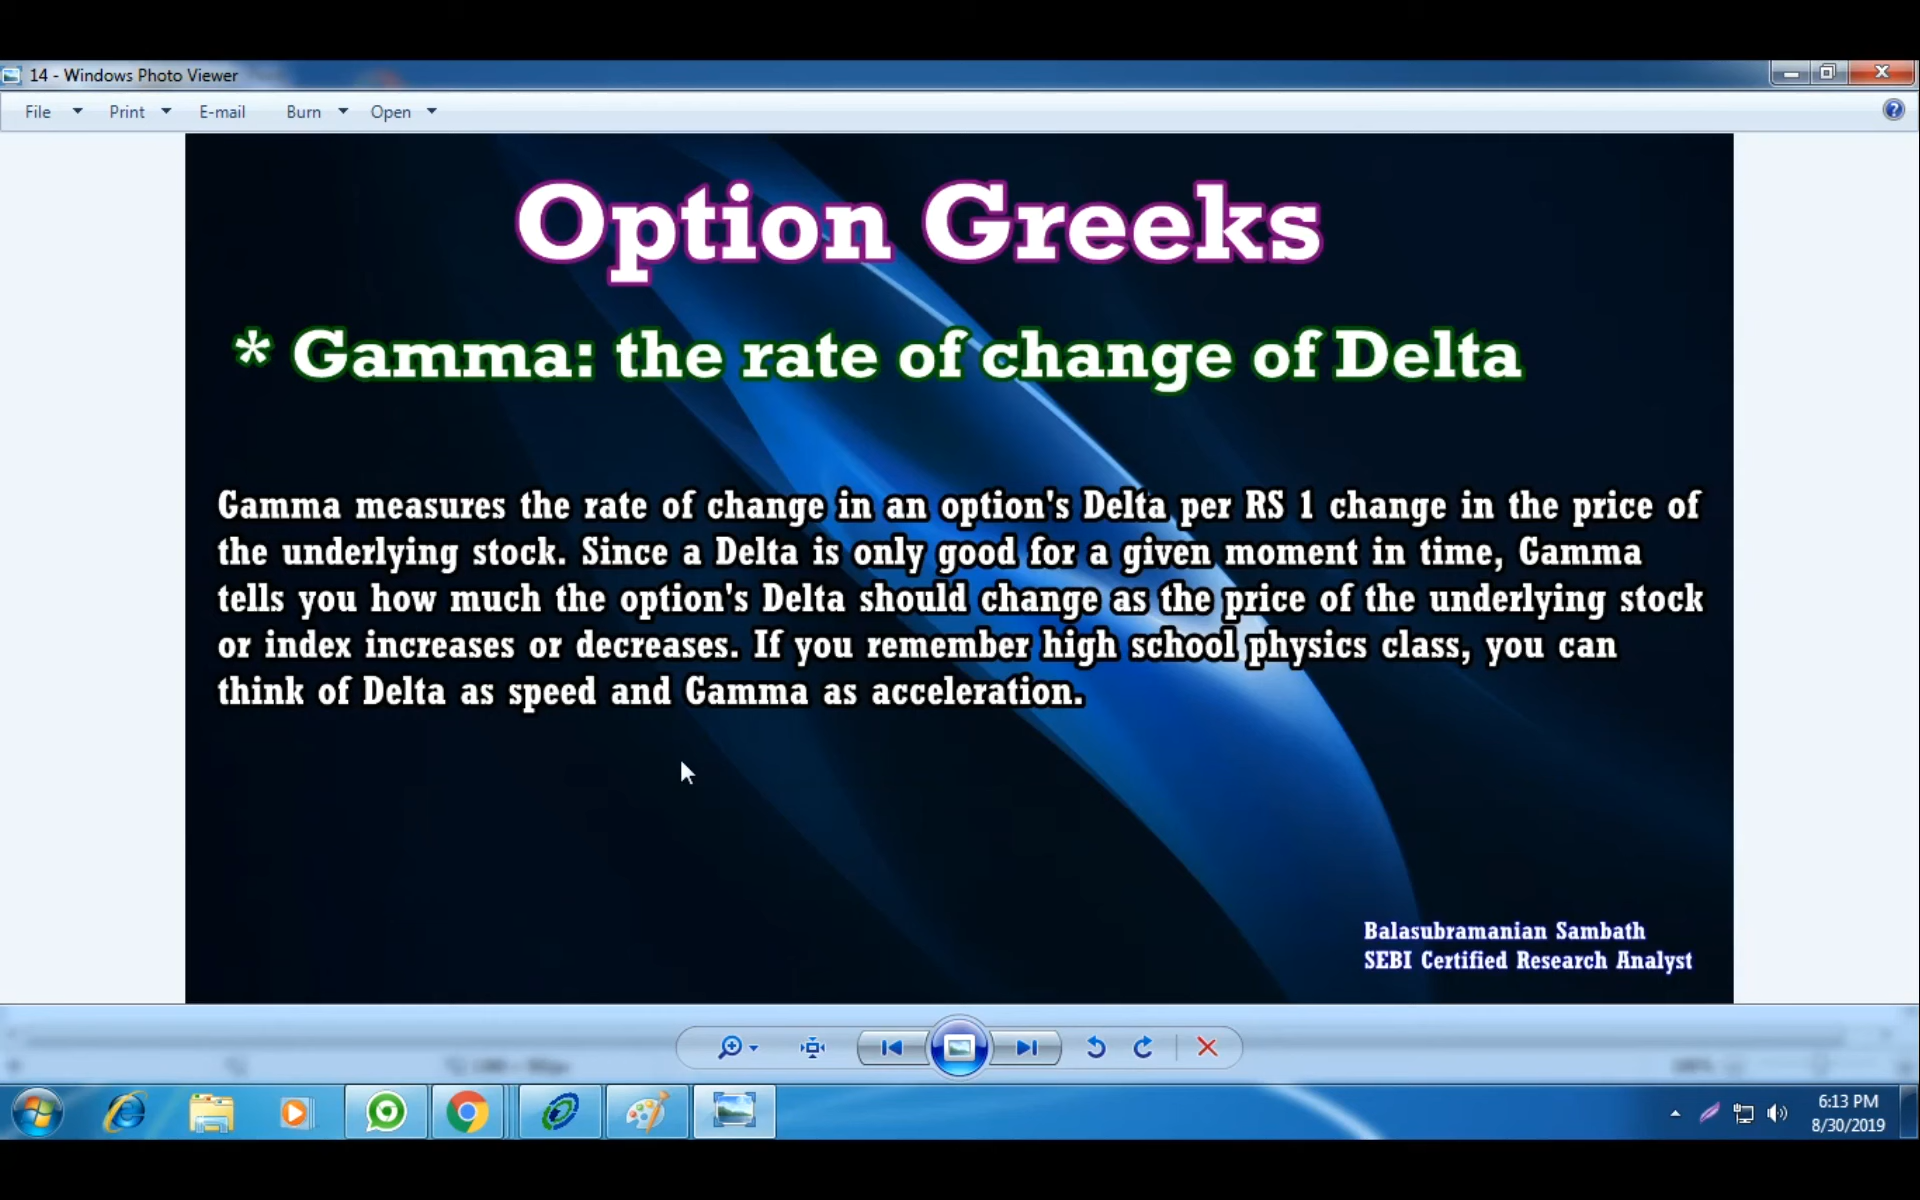 14 - Windows Photo Viewer
File Print E-mail Burn Open
Option Greeks
* Gamma: the rate of change of Delta
Gamma measures the rate of change in an option's Delta per RS 1 change in the price of
the underlying stock. Since a Delta is only good for a given moment in time, Gamma
tells you how much the option's Delta should change as the price of the underlying stock
or index increases or decreases. If you remember high school physics class, you can
think of Delta as speed and Gamma as acceleration.
Balasubramanian Sambath
SEBI Certified Research Analyst
6:13 PM
8/30/2019